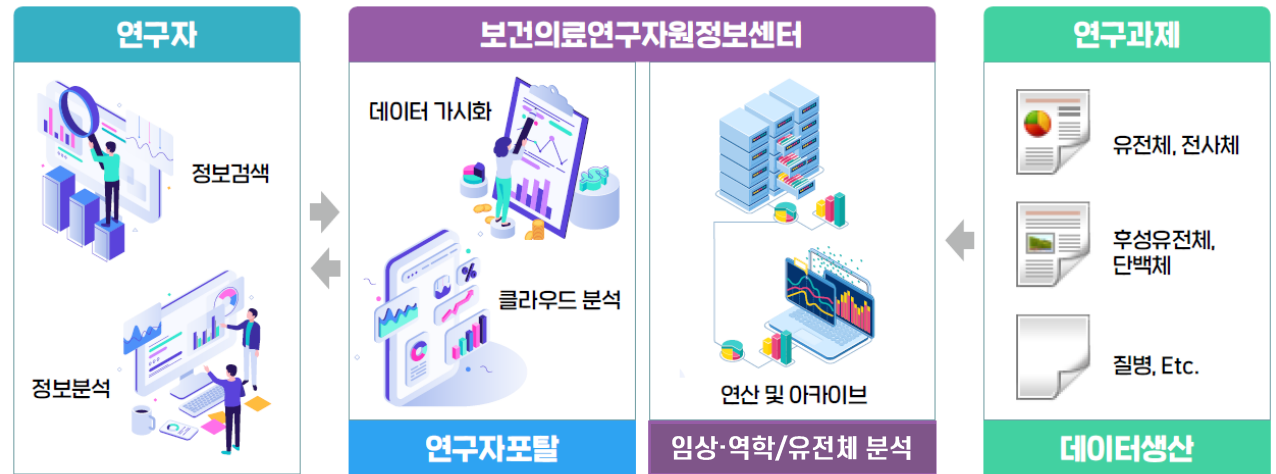 연구자
정보검색
정보분석
보건의료연구자원정보센터
데이터 가시화
%
클라우드 분석
연구자포탈
연산 및 아카이브
임상·역학/유전체 분석
연구과제
유전체, 전사체
후성유전체,
단백체
질병, Etc.
데이터생산